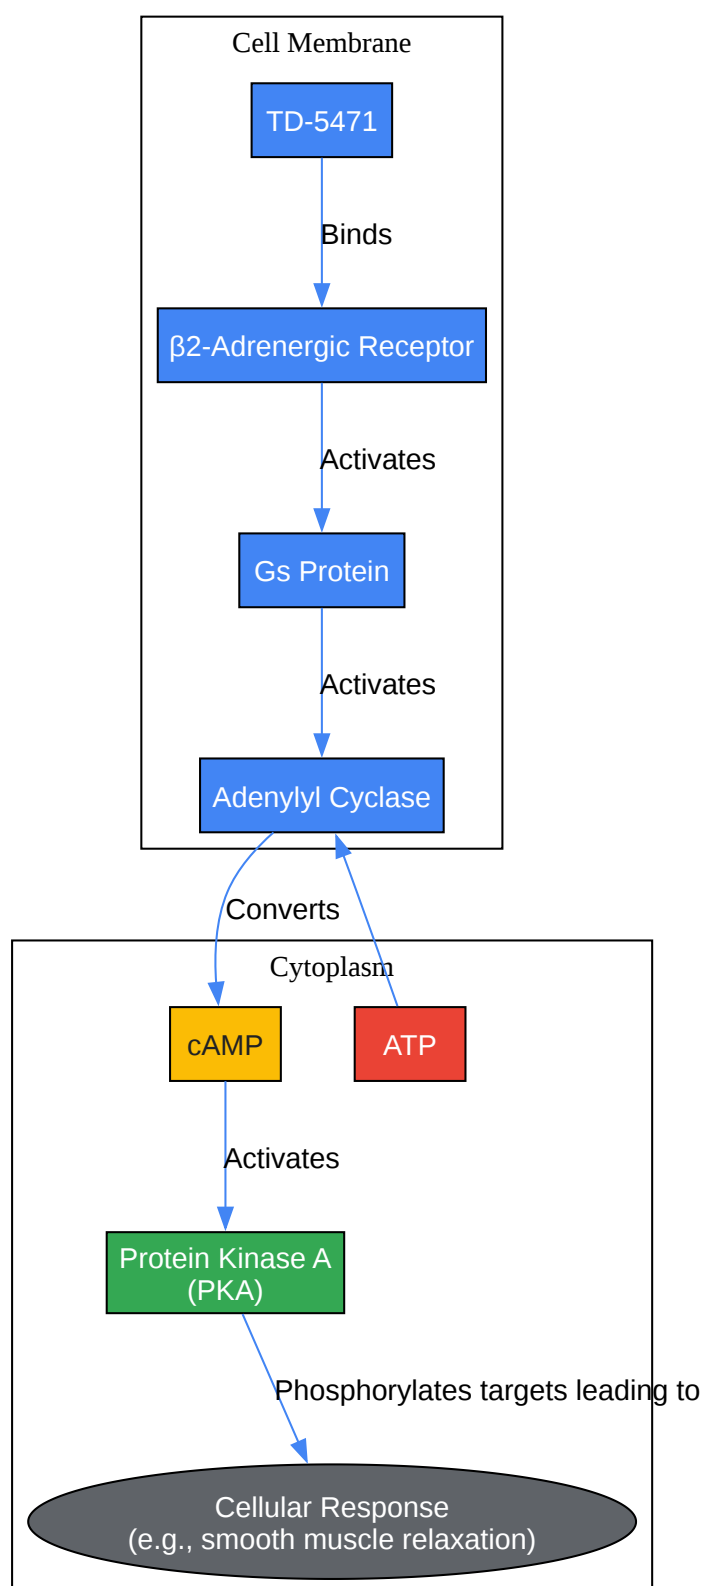 Cell Membrane
TD-5471
Binds
β2-Adrenergic Receptor
Activates
Gs Protein
Activates
Adenylyl Cyclase
Converts
Cytoplasm
cAMP
ATP
Activates
Protein Kinase A
(PKA)
Phosphorylates targets leading to
Cellular Response
(e.g., smooth muscle relaxation)